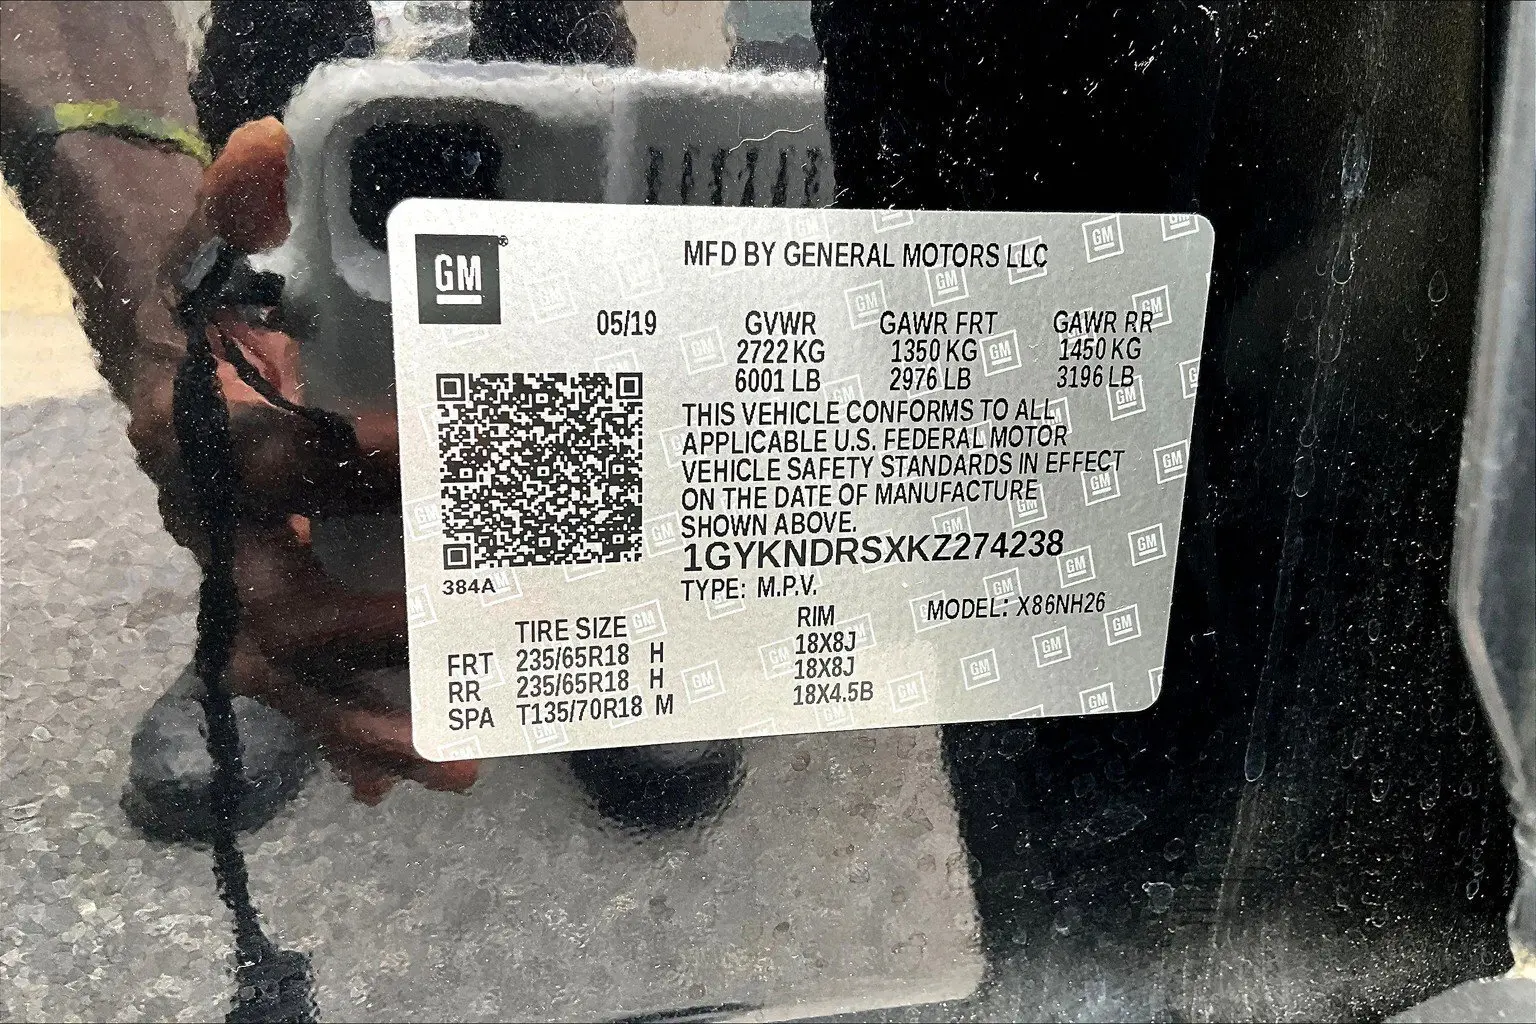 GM
MFD BY GENERAL MOTORS LLC
05/19 GVWR GAWR FRT GAWR RR
2722 KG 1350 KG 1450 KG
6001 LB 2976 LB 3196 LB
THIS VEHICLE CONFORMS TO ALL
APPLICABLE U.S. FEDERAL MOTOR
VEHICLE SAFETY STANDARDS IN EFFECT
ON THE DATE OF MANUFACTURE
SHOWN ABOVE.
1GYKNDRSXKZ274238
384A
TYPE: M.P.V.
MODEL: X86NH26
TIRE SIZE RIM
FRT 235/65R18 H 18X8J
RR 235/65R18 H 18X8J
SPA T135/70R18 M 18X4.5B